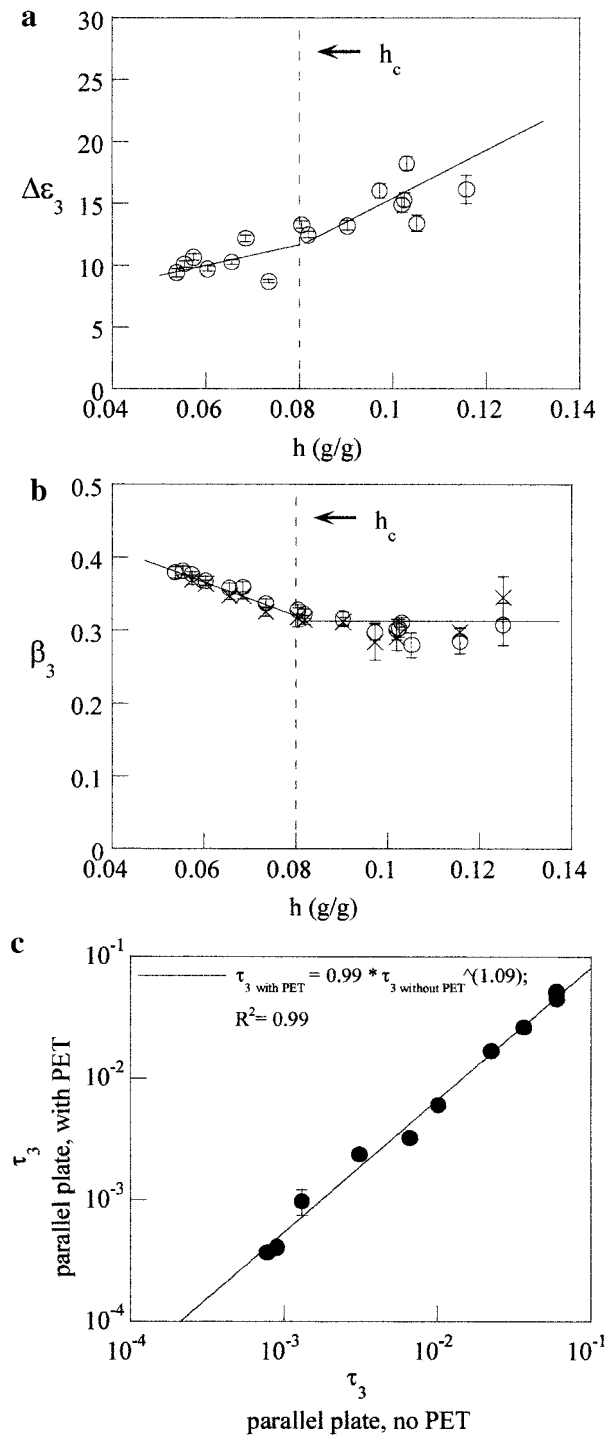 a
30
25
20
15
10
5
0
Δε3
h_c
0.04 0.06 0.08 0.1 0.12 0.14
h (g/g)
b
0.5
0.4
0.3
0.2
0.1
0
β3
h_c
0.04 0.06 0.08 0.1 0.12 0.14
h (g/g)
c
10^-1
10^-2
10^-3
10^-4
τ3
parallel plate, with PET
τ3 with PET = 0.99 * τ3 without PET ^(1.09);
R²= 0.99
10^-4 10^-3 10^-2 10^-1
τ3
parallel plate, no PET